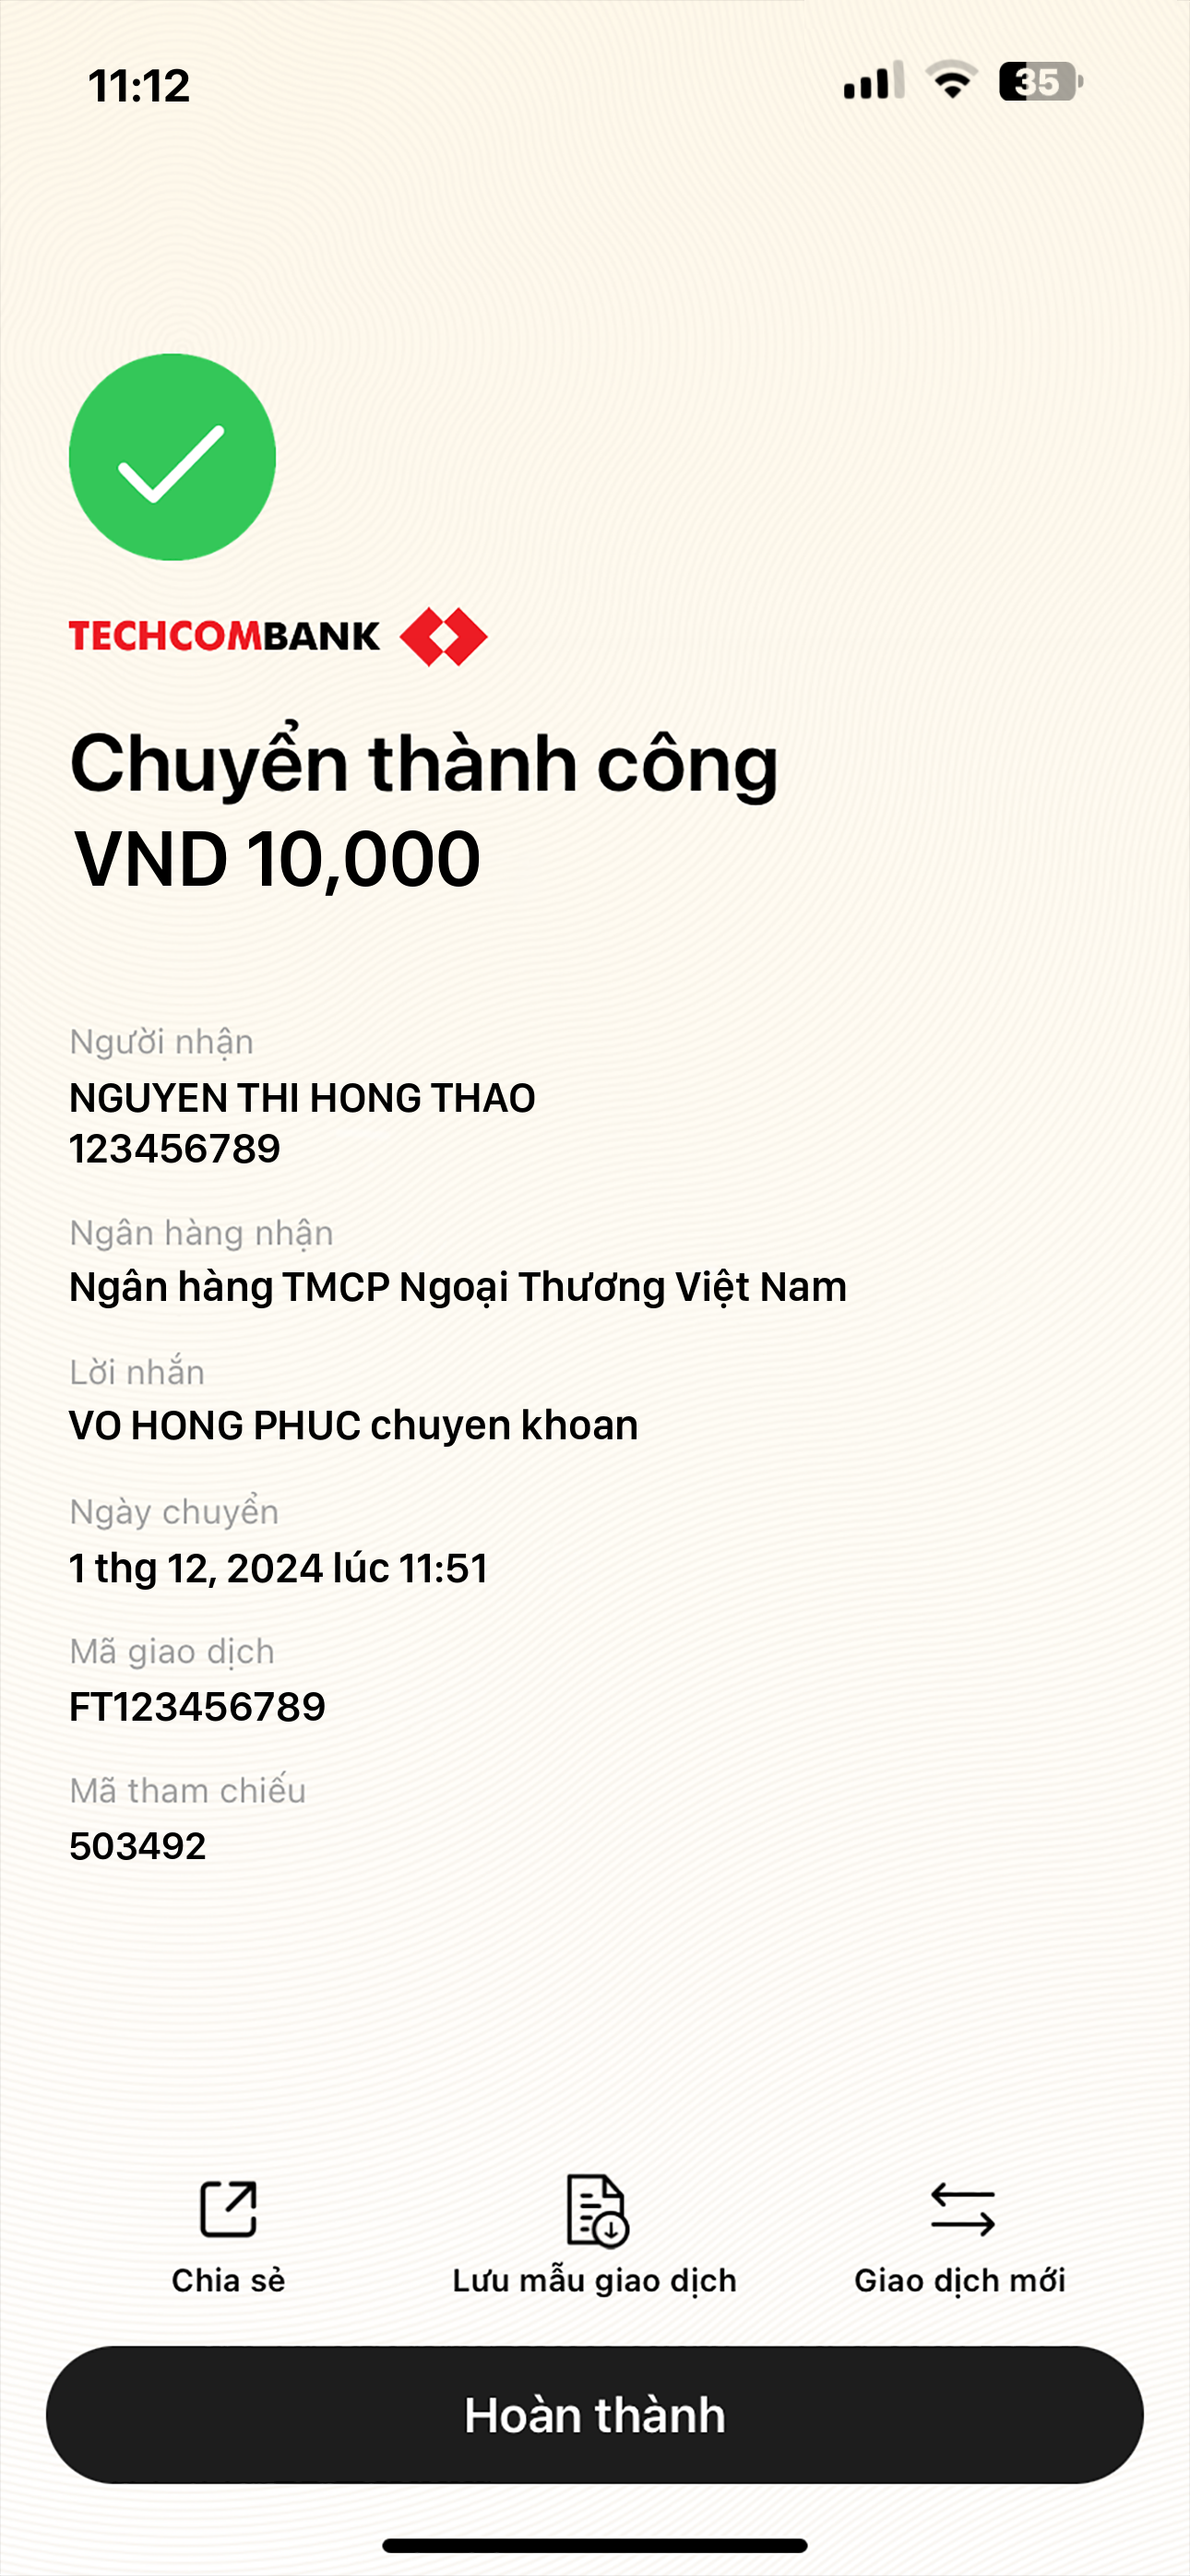 11:12
35
TECHCOMBANK
Chuyển thành công
VND 10,000
Người nhận
NGUYEN THI HONG THAO
123456789
Ngân hàng nhận
Ngân hàng TMCP Ngoại Thương Việt Nam
Lời nhắn
VO HONG PHUC chuyen khoan
Ngày chuyển
1 thg 12, 2024 lúc 11:51
Mã giao dịch
FT123456789
Mã tham chiếu
503492
Chia sẻ
Lưu mẫu giao dịch
Giao dịch mới
Hoàn thành